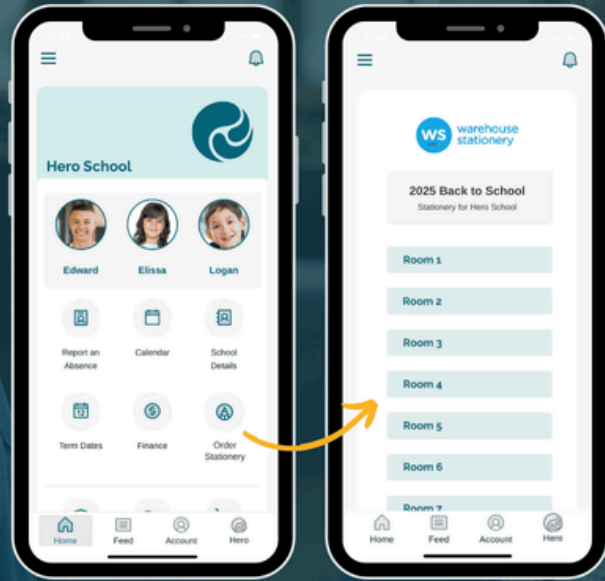 Hero School
Edward
Elissa
Logan
Report an
Absence
Calendar
School
Details
Term Dates
Finance
Order
Stationery
Home
Feed
Account
Hero
WS
warehouse
stationery
2025 Back to School
Stationery for Hero School
Room 1
Room 2
Room 3
Room 4
Room 5
Room 6
Room 7
Home
Feed
Account
Hero